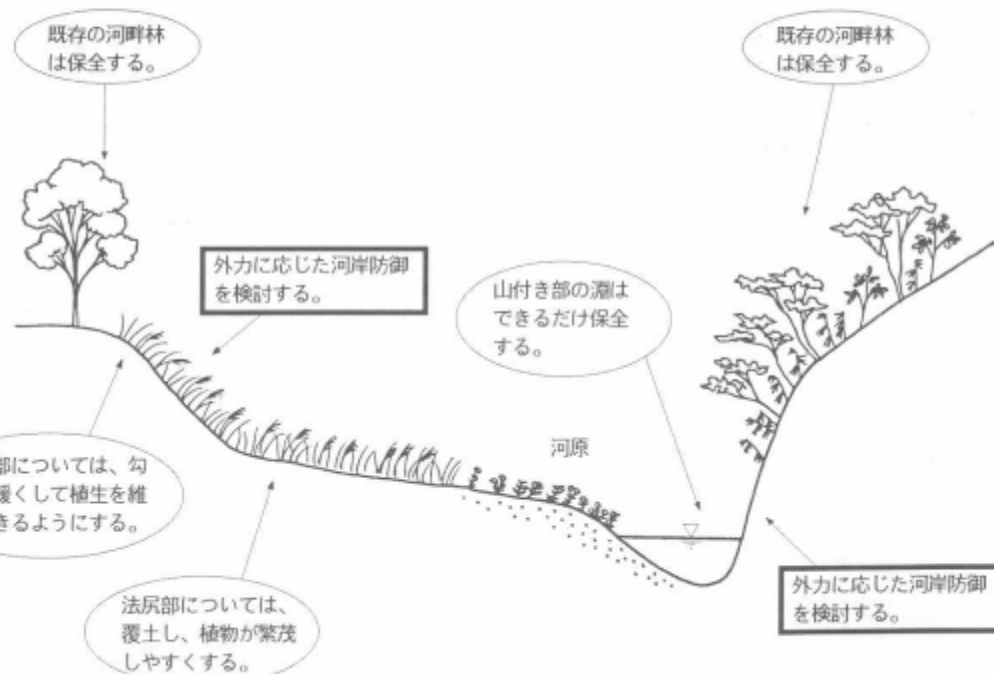 既存の河畔林
は保全する。
既存の河畔林
は保全する。
外力に応じた河岸防御
を検討する。
山付き部の淵は
できるだけ保全
する。
河原
部については、勾
緩くして植生を維
きるようにする。
外力に応じた河岸防御
を検討する。
法尻部については、
覆土し、植物が繁茂
しやすくする。